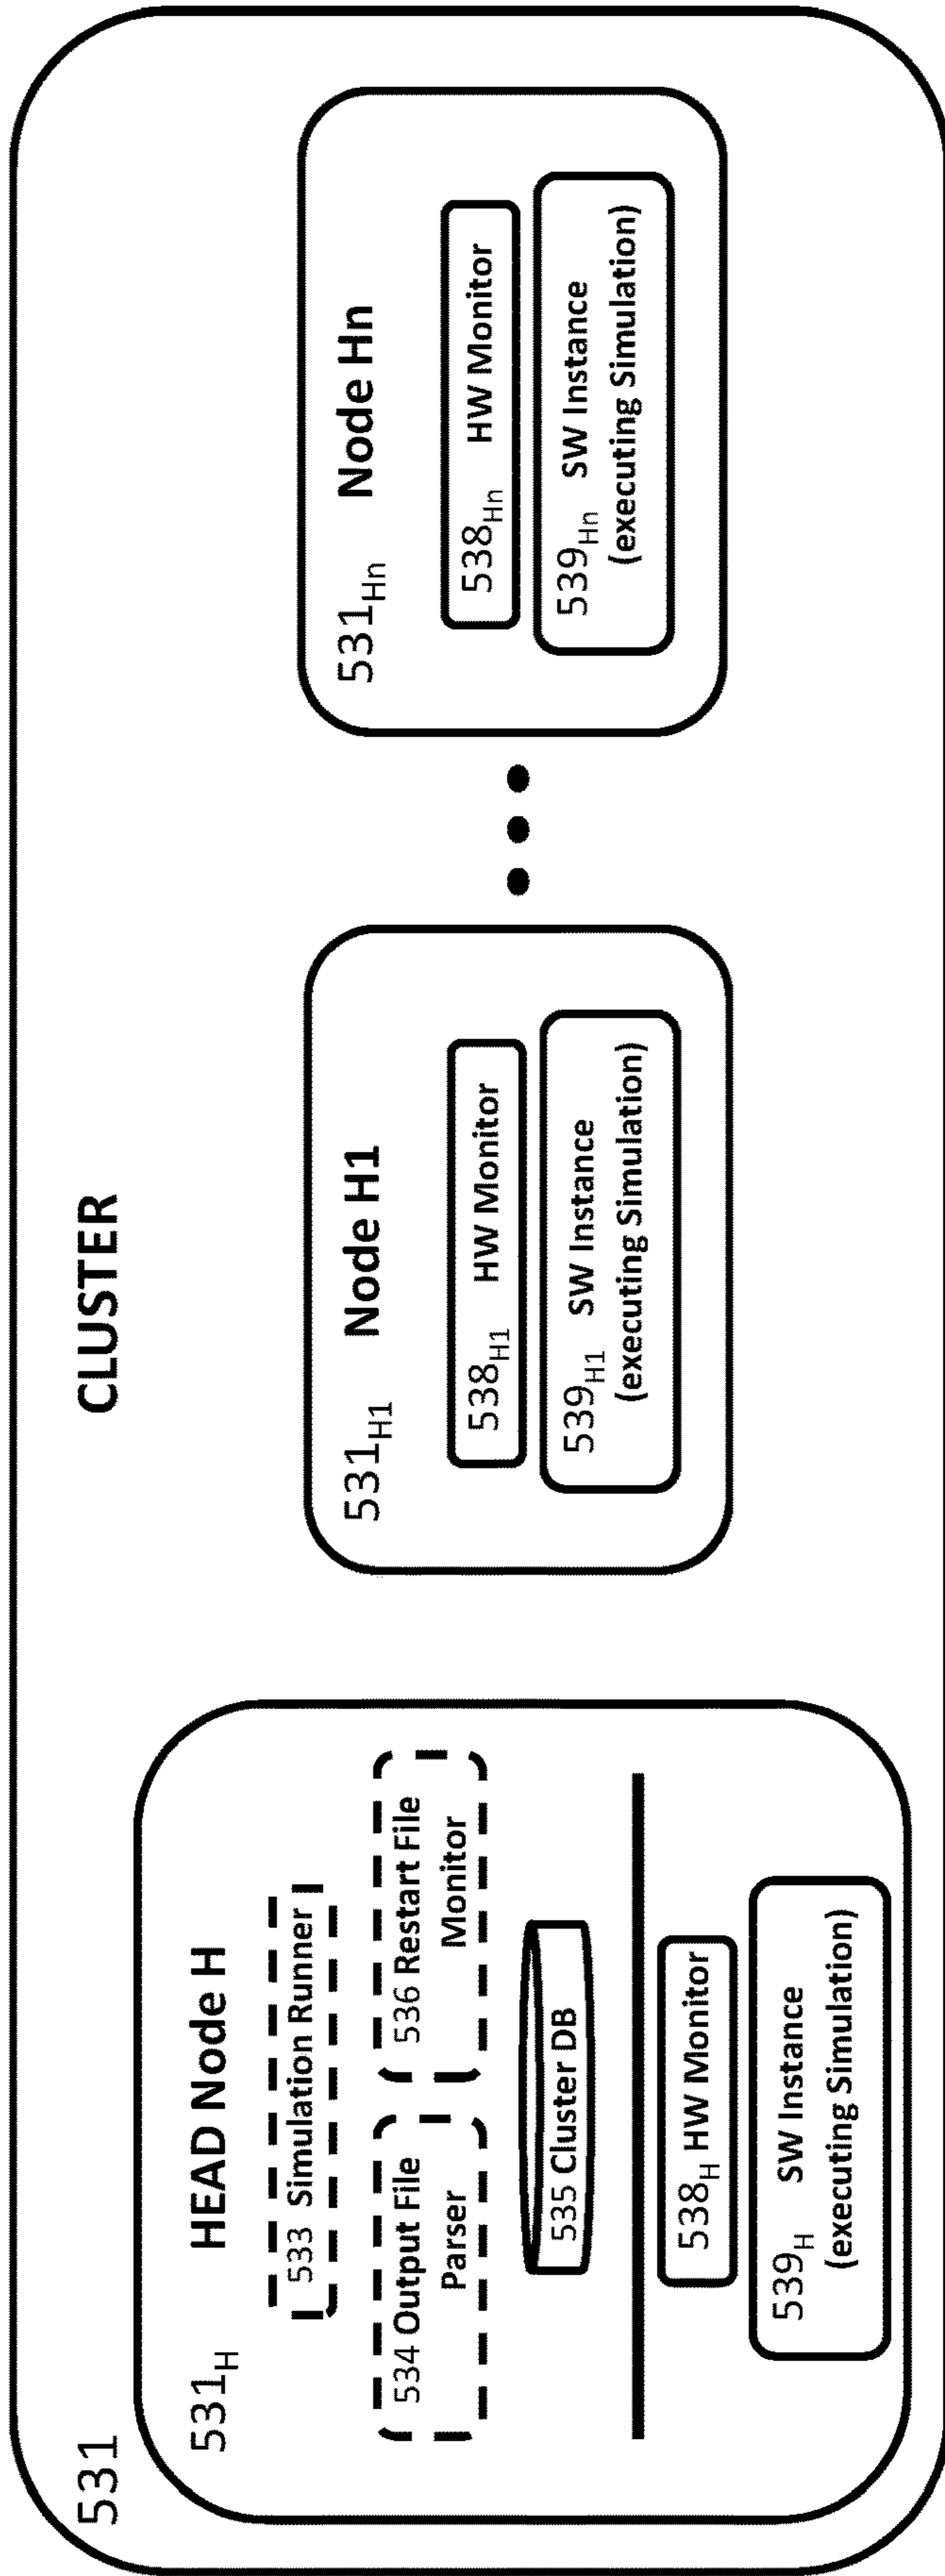 CLUSTER
531
531H HEAD Node H
533 Simulation Runner
534 Output File
Parser
536 Restart File
Monitor
535 Cluster DB
538H HW Monitor
539H SW Instance
(executing Simulation)
531H1 Node H1
538H1 HW Monitor
539H1 SW Instance
(executing Simulation)
531Hn Node Hn
538Hn HW Monitor
539Hn SW Instance
(executing Simulation)